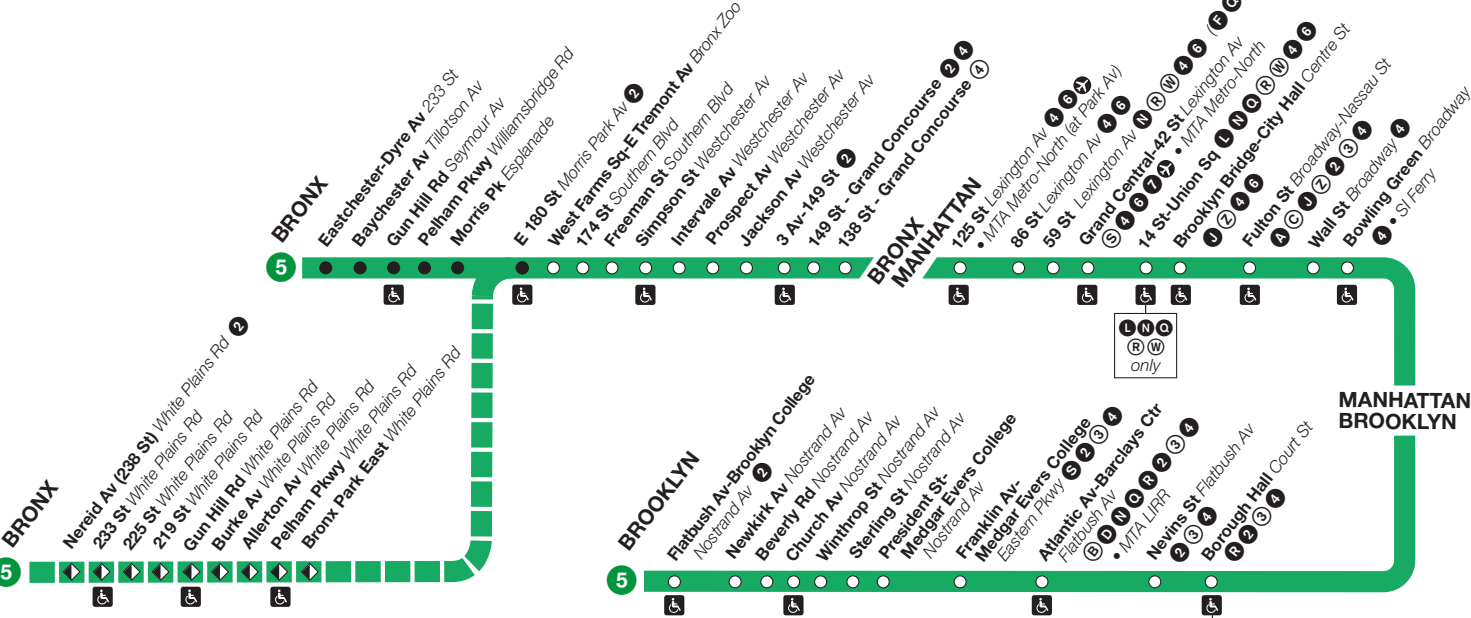 BRONX
5
Eastchester-Dyre Av 233 St
Baychester Av Tillotson Av
Gun Hill Rd Seymour Av
Pelham Pkwy Williamsbridge Rd
Morris Pk Esplanade
E 180 St Morris Park Av 2
West Farms Sq-E Tremont Av Bronx Zoo
174 St Southern Blvd
Freeman St Southern Blvd
Simpson St Westchester Av
Intervale Av Westchester Av
Prospect Av Westchester Av
Jackson Av Westchester Av
3 Av-149 St 2
149 St - Grand Concourse 2 4
138 St - Grand Concourse 4
BRONX
MANHATTAN
125 St Lexington Av 4 6
• MTA Metro-North (at Park Av)
86 St Lexington Av 4 6
59 St Lexington Av N R W 4 6 (F Q
Grand Central-42 St Lexington Av
S 4 6 7 • MTA Metro-North
14 St-Union Sq L N Q R W 4 6
L N Q
R W
only
Brooklyn Bridge-City Hall Centre St
J Z 4 6
Fulton St Broadway-Nassau St
A C J Z 2 3 4
Wall St Broadway 4
Bowling Green Broadway
4 • SI Ferry
MANHATTAN
BROOKLYN
BRONX
5
Nereid Av (238 St) White Plains Rd 2
233 St White Plains Rd
225 St White Plains Rd
219 St White Plains Rd
Gun Hill Rd White Plains Rd
Burke Av White Plains Rd
Allerton Av White Plains Rd
Pelham Pkwy White Plains Rd
Bronx Park East White Plains Rd
BROOKLYN
5
Flatbush Av-Brooklyn College
Nostrand Av 2
Newkirk Av Nostrand Av
Beverly Rd Nostrand Av
Church Av Nostrand Av
Winthrop St Nostrand Av
Sterling St Nostrand Av
President St-
Medgar Evers College
Nostrand Av
Franklin Av-
Medgar Evers College
Eastern Pkwy S 2 3 4
Atlantic Av-Barclays Ctr
Flatbush Av
B D N Q R 2 3 4
• MTA LIRR
Nevins St Flatbush Av
2 3 4
Borough Hall Court St
R 2 3 4